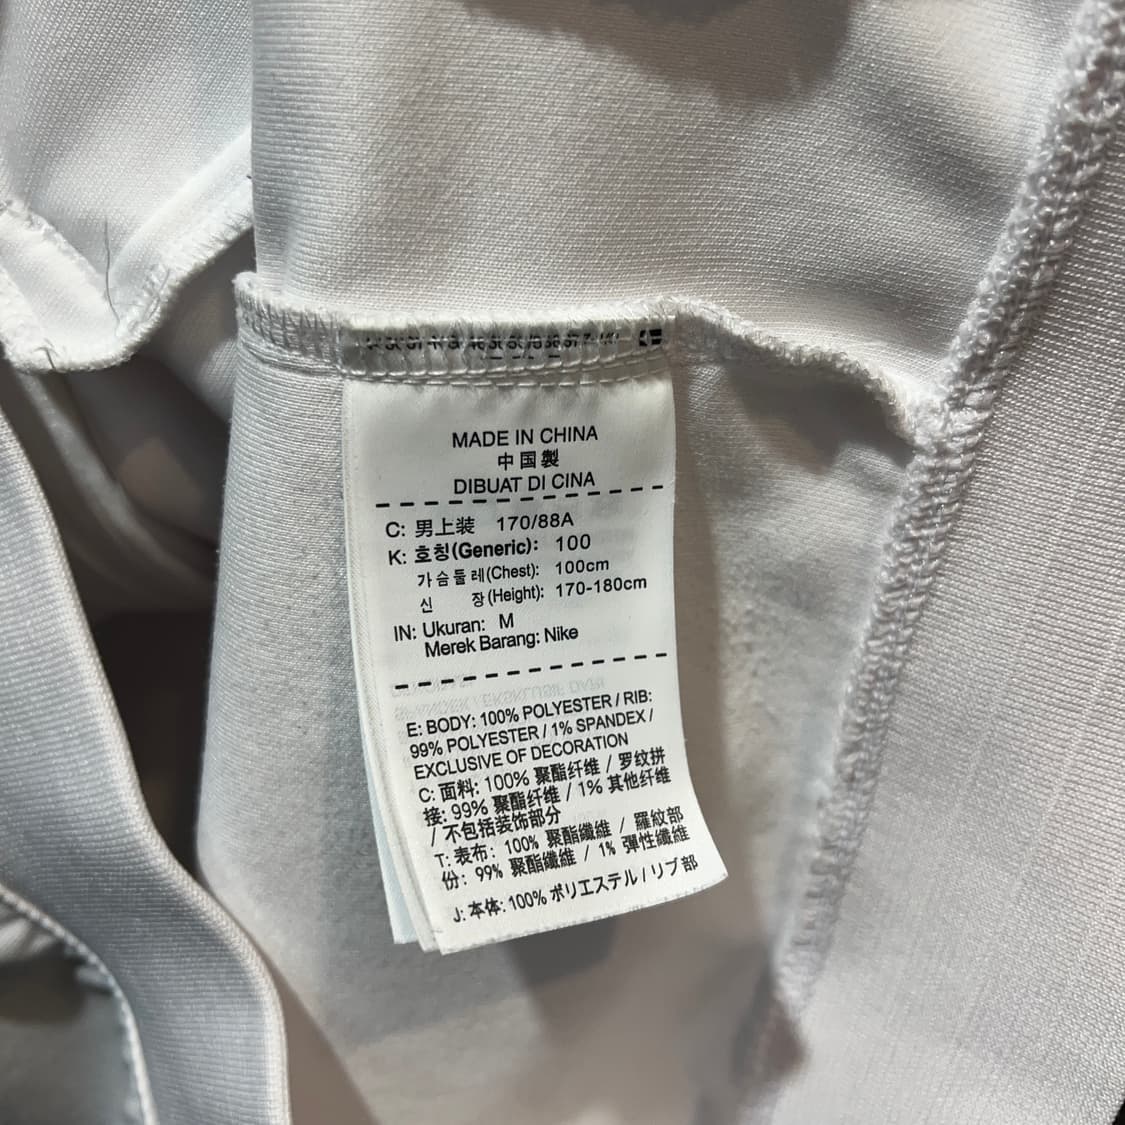 MADE IN CHINA
中国製
DIBUAT DI CINA
C: 男上装 170/88A
K: 호칭(Generic): 100
가슴둘레(Chest): 100cm
신 장(Height): 170-180cm
IN: Ukuran: M
Merek Barang: Nike
E: BODY: 100% POLYESTER / RIB:
99% POLYESTER / 1% SPANDEX /
EXCLUSIVE OF DECORATION
C: 面料: 100% 聚酯纤维 / 罗纹拼
接: 99% 聚酯纤维 / 1% 其他纤维
/ 不包括装饰部分
T: 表布: 100% 聚酯纖維 / 羅紋部
份: 99% 聚酯纖維 / 1% 彈性纖維
J: 本体: 100% ポリエステル / リブ部